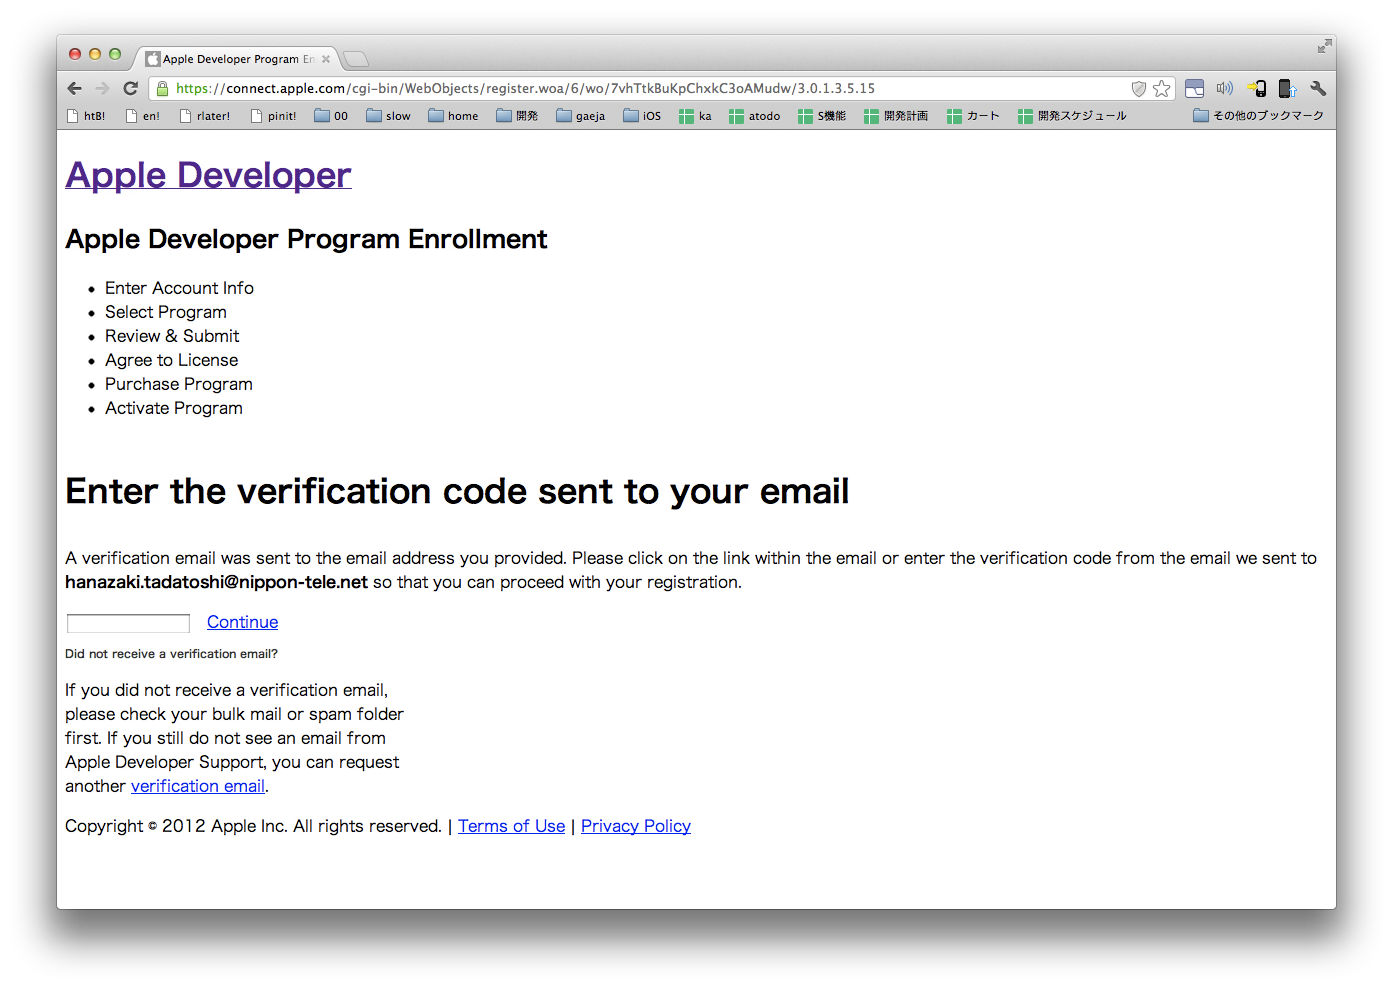 Apple Developer Program En
https://connect.apple.com/cgi-bin/WebObjects/register.woa/6/wo/7vhTtkBuKpChxkC3oAMudw/3.0.1.3.5.15
htB! en! rlater! pinit! 00 slow home 開発 gaeja iOS ka atodo S機能 開発計画 カート 開発スケジュール その他のブックマーク
Apple Developer
Apple Developer Program Enrollment
• Enter Account Info
• Select Program
• Review & Submit
• Agree to License
• Purchase Program
• Activate Program
Enter the verification code sent to your email
A verification email was sent to the email address you provided. Please click on the link within the email or enter the verification code from the email we sent to
hanazaki.tadatoshi@nippon-tele.net so that you can proceed with your registration.
Continue
Did not receive a verification email?
If you did not receive a verification email,
please check your bulk mail or spam folder
first. If you still do not see an email from
Apple Developer Support, you can request
another verification email.
Copyright © 2012 Apple Inc. All rights reserved. | Terms of Use | Privacy Policy